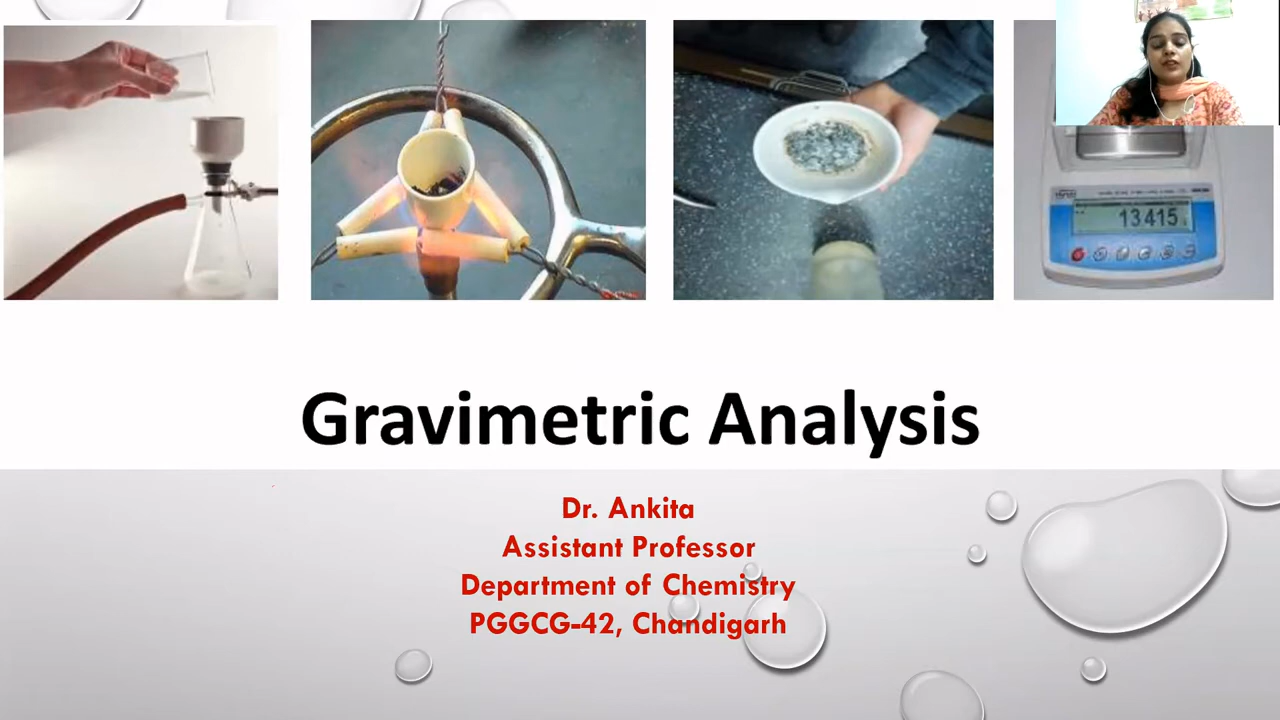 13415
Gravimetric Analysis
Dr. Ankita
Assistant Professor
Department of Chemistry
PGGCG-42, Chandigarh